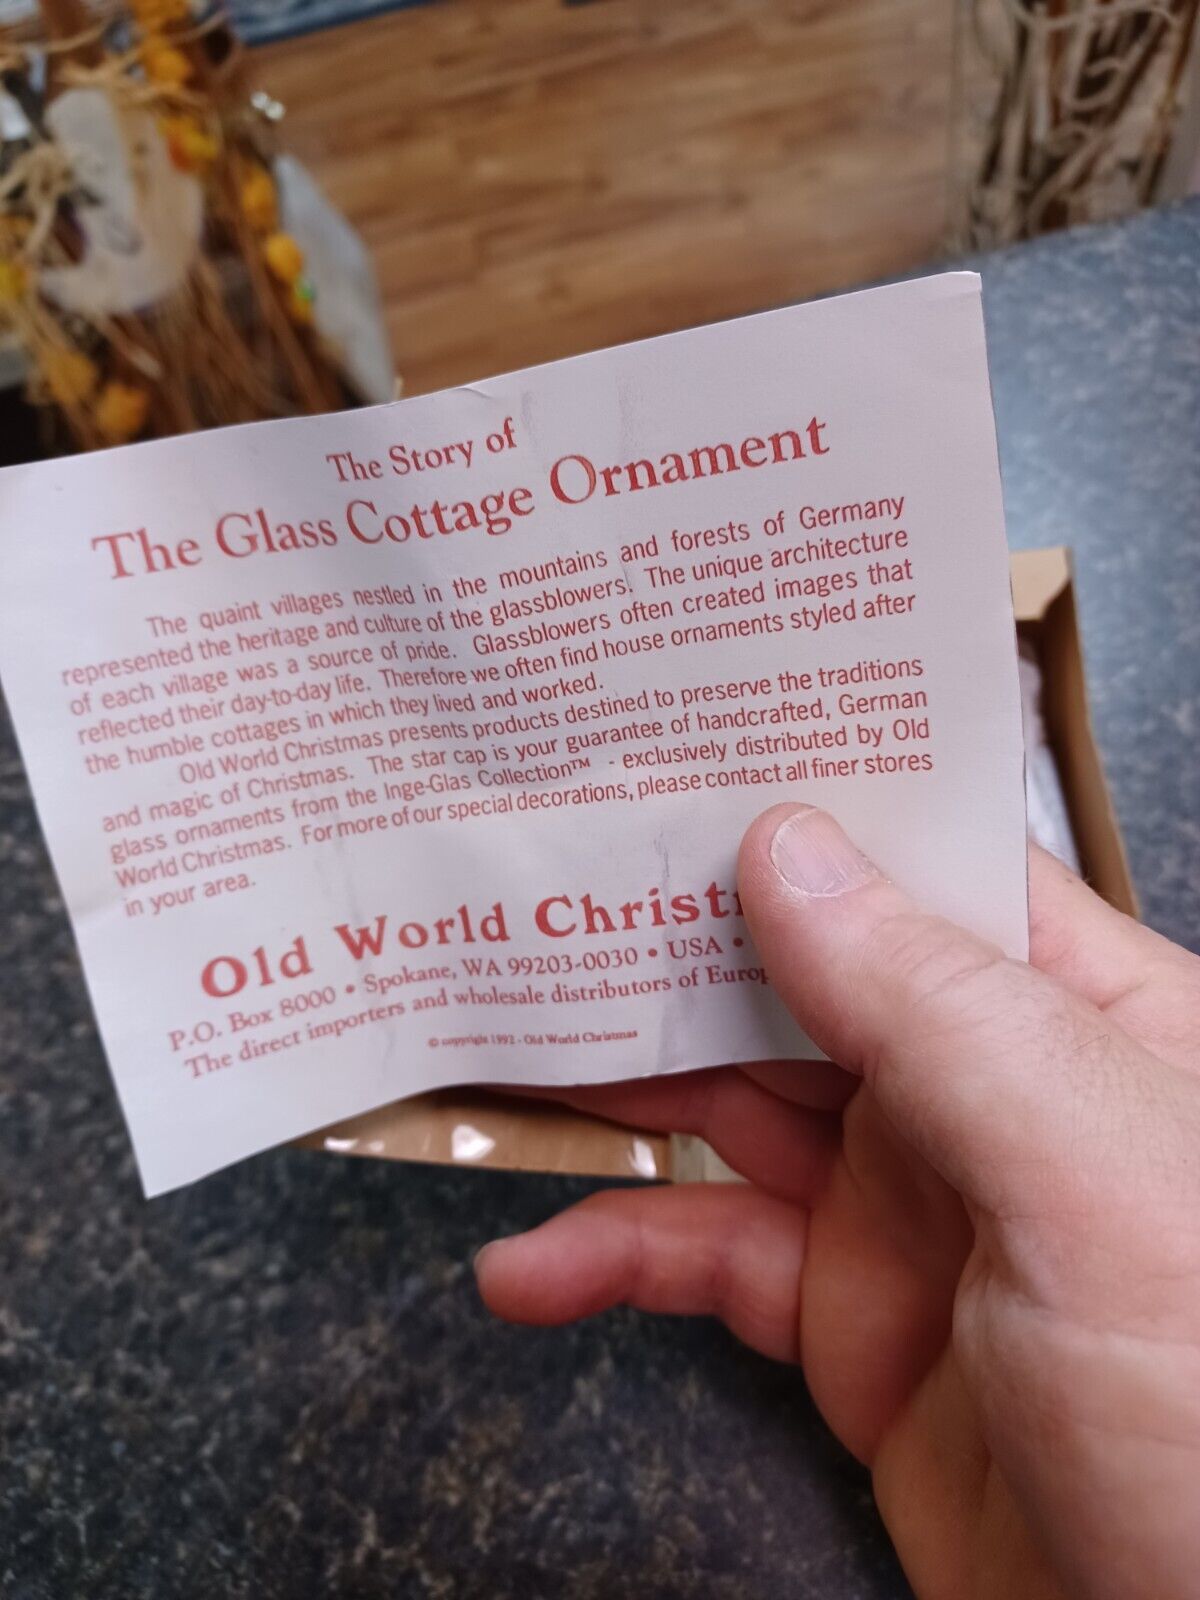 The Story of
The Glass Cottage Ornament
The quaint villages nestled in the mountains and forests of Germany
represented the heritage and culture of the glassblowers. The unique architecture
of each village was a source of pride. Glassblowers often created images that
reflected their day-to-day life. Therefore we often find house ornaments styled after
the humble cottages in which they lived and worked.
Old World Christmas presents products destined to preserve the traditions
and magic of Christmas. The star cap is your guarantee of handcrafted, German
glass ornaments from the Inge-Glas Collection™ - exclusively distributed by Old
World Christmas. For more of our special decorations, please contact all finer stores
in your area.
Old World Christ
P.O. Box 8000 • Spokane, WA 99203-0030 • USA •
The direct importers and wholesale distributors of Europ
© copyright 1992 - Old World Christmas